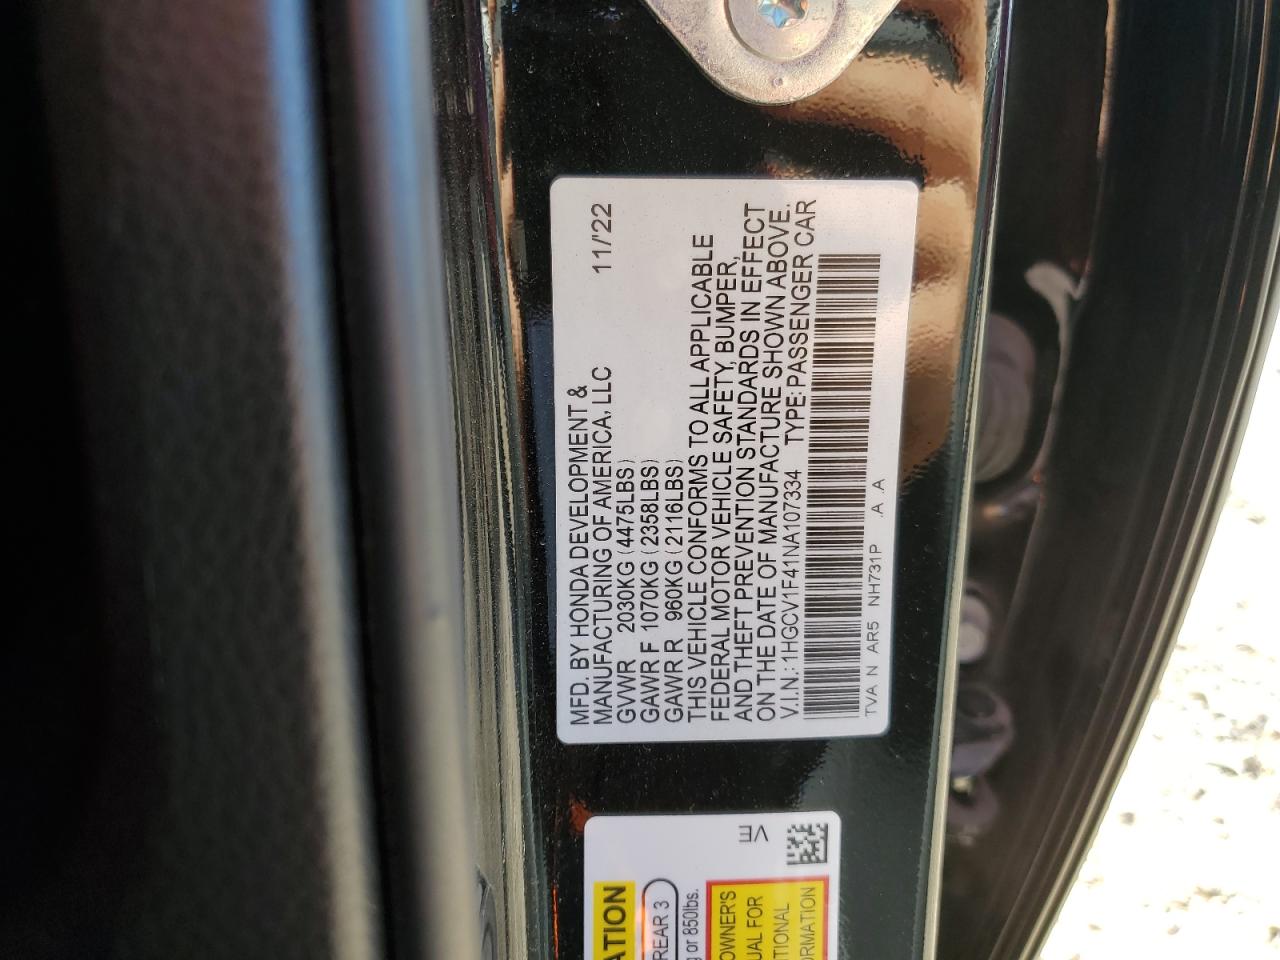 MFD. BY HONDA DEVELOPMENT &
MANUFACTURING OF AMERICA, LLC 11/'22
GVWR 2030KG (4475LBS)
GAWR F 1070KG (2358LBS)
GAWR R 960KG (2116LBS)
THIS VEHICLE CONFORMS TO ALL APPLICABLE
FEDERAL MOTOR VEHICLE SAFETY, BUMPER,
AND THEFT PREVENTION STANDARDS IN EFFECT
ON THE DATE OF MANUFACTURE SHOWN ABOVE.
V.I.N.: 1HGCV1F41NA107334 TYPE: PASSENGER CAR
TVA N AR5 NH731P .A .A
VE
ATION
REAR 3
g or 850lbs.
OWNER'S
UAL FOR
TIONAL
ORMATION